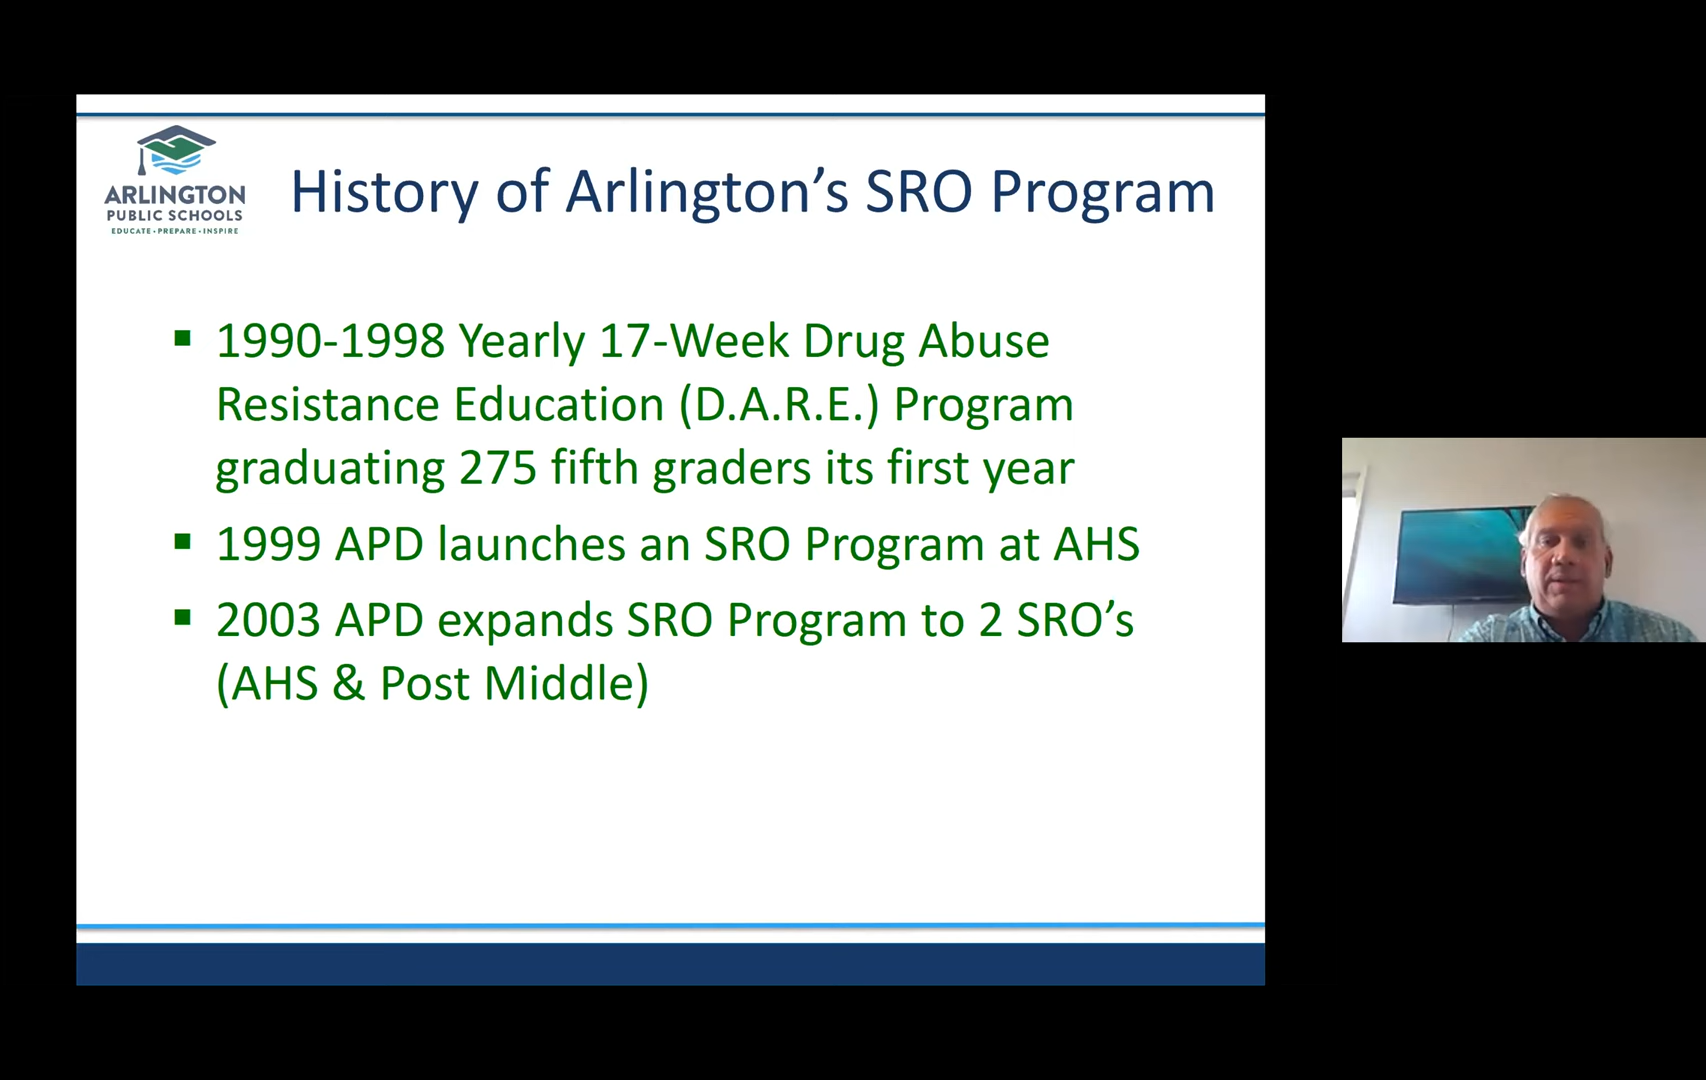 ARLINGTON
PUBLIC SCHOOLS
EDUCATE • PREPARE • INSPIRE
History of Arlington’s SRO Program
▪ 1990-1998 Yearly 17-Week Drug Abuse
Resistance Education (D.A.R.E.) Program
graduating 275 fifth graders its first year
▪ 1999 APD launches an SRO Program at AHS
▪ 2003 APD expands SRO Program to 2 SRO’s
(AHS & Post Middle)